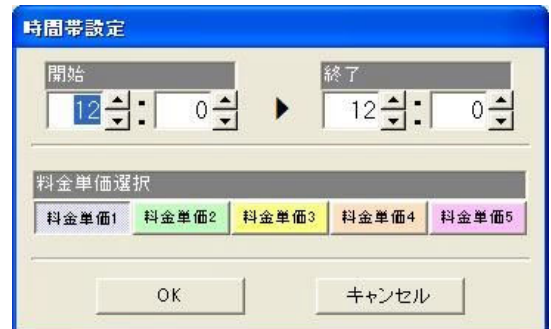 時間帯設定
開始 終了
12 : 0 ▶ 12 : 0
料金単価選択
料金単価1 料金単価2 料金単価3 料金単価4 料金単価5
OK キャンセル